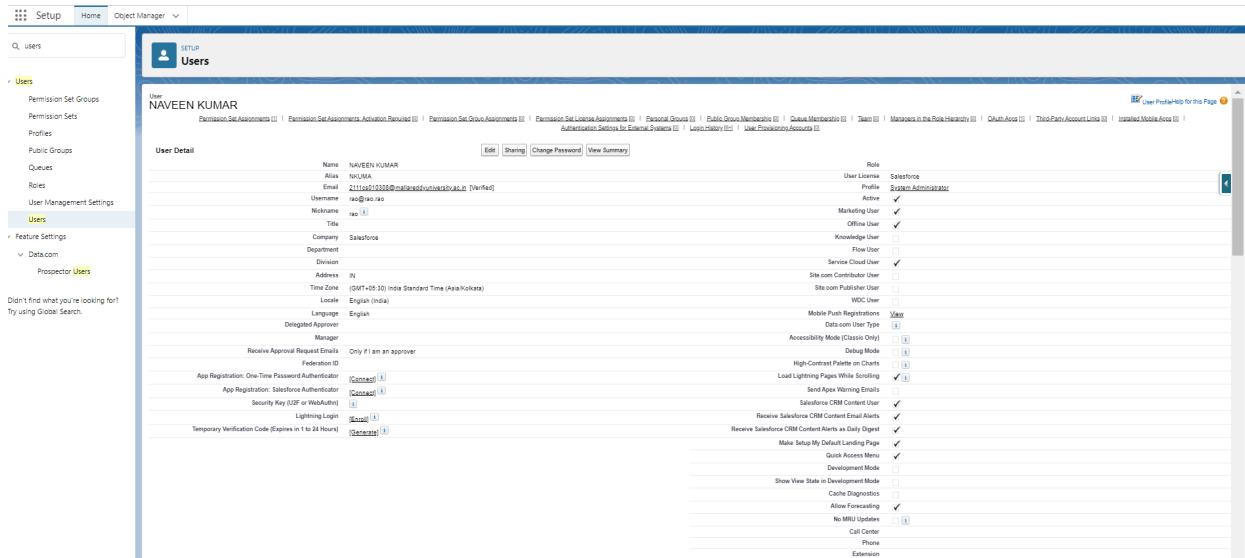 Setup Home Object Manager
users
Users
Permission Set Groups
Permission Sets
Profiles
Public Groups
Queues
Roles
User Management Settings
Users
Feature Settings
Data.com
Prospector Users
Didn't find what you're looking for?
Try using Global Search.
SETUP
Users
User
NAVEEN KUMAR
User Profile Help for this Page
Permission Set Assignments [1] | Permission Set Assignments: Activation Required [0] | Permission Set Group Assignments [0] | Permission Set License Assignments [0] | Personal Groups [0] | Public Group Membership [0] | Queue Membership [0] | Team [0] | Managers in the Role Hierarchy [0] | OAuth Apps [0] | Third-Party Account Links [0] | Installed Mobile Apps [0] |
Authentication Settings for External Systems [0] | Login History | User Provisioning Accounts [0]
User Detail Edit Sharing Change Password View Summary
Name NAVEEN KUMAR
Alias NKUMA
Email 2111cs010308@mallareddyuniversity.ac.in [Verified]
Username rao@rao.rao
Nickname rao i
Title
Company Salesforce
Department
Division
Address IN
Time Zone (GMT+05:30) India Standard Time (Asia/Kolkata)
Locale English (India)
Language English
Delegated Approver
Manager
Receive Approval Request Emails Only if I am an approver
Federation ID
App Registration: One-Time Password Authenticator [Connect] i
App Registration: Salesforce Authenticator [Connect] i
Security Key (U2F or WebAuthn) i
Lightning Login [Enroll] i
Temporary Verification Code (Expires in 1 to 24 Hours) [Generate] i
Role
User License Salesforce
Profile System Administrator
Active
Marketing User
Offline User
Knowledge User
Flow User
Service Cloud User
Site.com Contributor User
Site.com Publisher User
WDC User
Mobile Push Registrations View
Data.com User Type i
Accessibility Mode (Classic Only) i
Debug Mode i
High-Contrast Palette on Charts i
Load Lightning Pages While Scrolling i
Send Apex Warning Emails
Salesforce CRM Content User
Receive Salesforce CRM Content Email Alerts
Receive Salesforce CRM Content Alerts as Daily Digest
Make Setup My Default Landing Page
Quick Access Menu
Development Mode
Show View State in Development Mode
Cache Diagnostics
Allow Forecasting
No MRU Updates i
Call Center
Phone
Extension